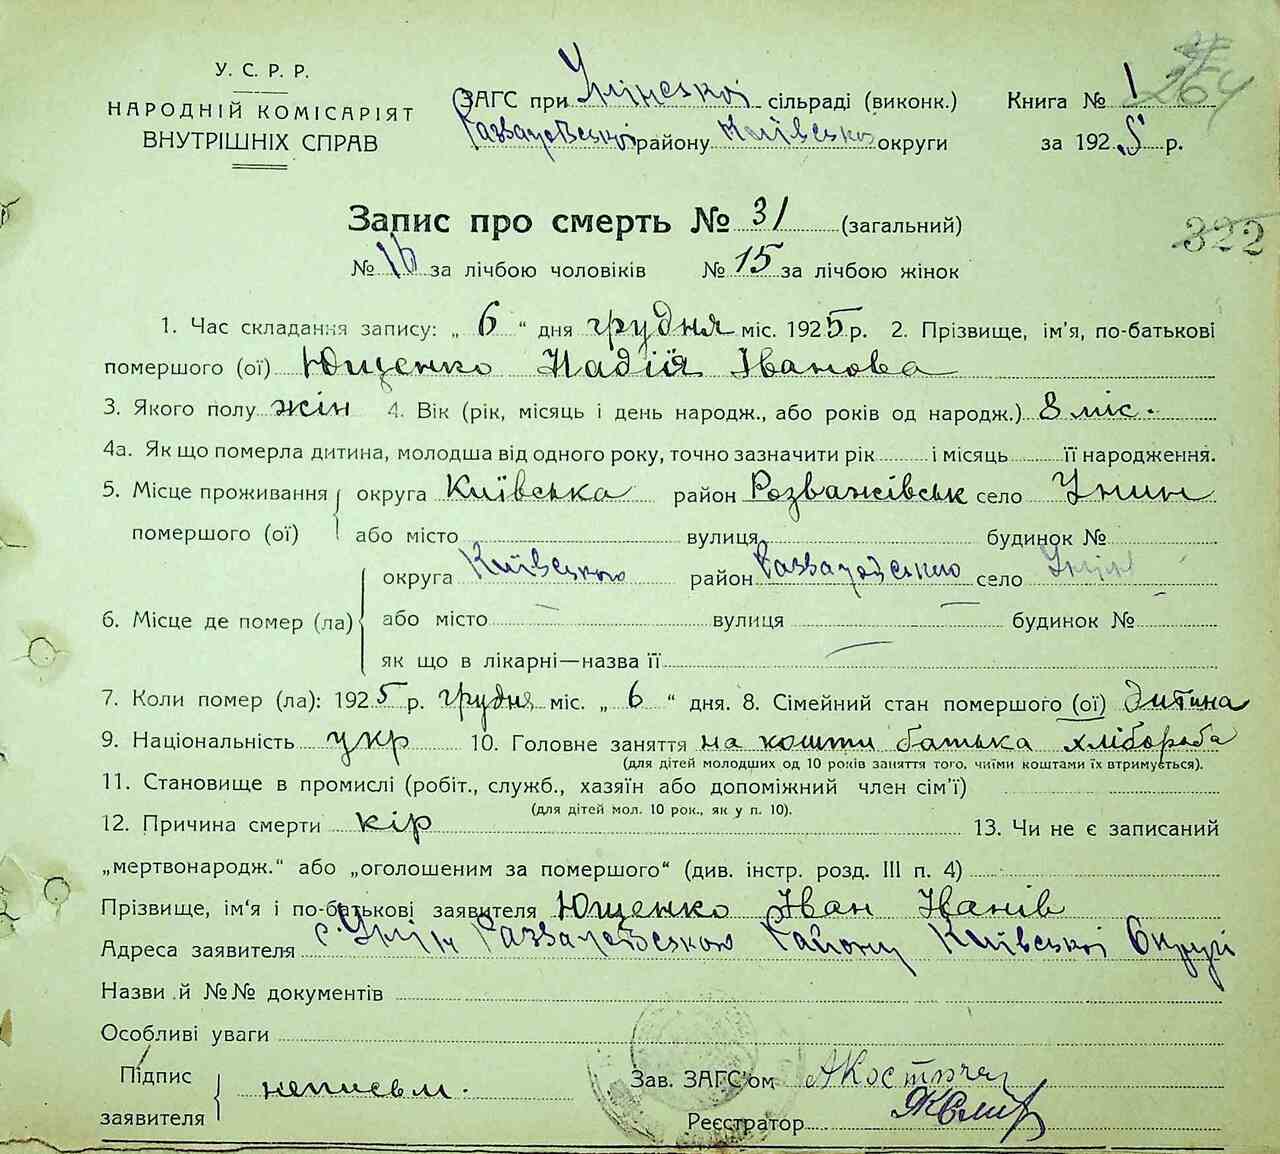 У. С. Р. Р.
НАРОДНІЙ КОМІСАРІЯТ
ВНУТРІШНІХ СПРАВ
ЗАГС при Унінської сільраді (виконк.)
району Київської округи
Книга № 1
за 1925 р.
264
322
Запис про смерть № 31 (загальний)
№ 16 за лічбою чоловіків № 15 за лічбою жінок
1. Час складання запису: „ 6 “ дня грудня міс. 1925 р. 2. Прізвище, ім'я, по-батькові
помершого (ої) Ющенко Надія Іванова
3. Якого полу жін 4. Вік (рік, місяць і день народж., або років од народж.) 8 міс.
4а. Як що померла дитина, молодша від одного року, точно зазначити рік і місяць її народження.
5. Місце проживання округа Київська район Розважівськ село Унин
помершого (ої) або місто вулиця будинок №
округа Київською район село Унін
6. Місце де помер (ла) або місто вулиця будинок №
як що в лікарні—назва її
7. Коли помер (ла): 1925 р. грудня міс. „ 6 “ дня. 8. Сімейний стан помершого (ої) дитина
9. Національність укр 10. Головне заняття на кошти батька хлібороба
(для дітей молодших од 10 років заняття того, чиїми коштами їх втримується).
11. Становище в промислі (робіт., служб., хазяїн або допоміжний член сім'ї)
(для дітей мол. 10 рок., як у п. 10).
12. Причина смерти кір 13. Чи не є записаний
„мертвонародж.“ або „оголошеним за помершого“ (див. інстр. розд. III п. 4)
Прізвище, ім'я і по-батькові заявителя Ющенко Іван Іванів
Адреса заявителя с. Унін Району Київської Округі
Назви й №№ документів
Особливі уваги
Підпис
заявителя неписьм.
Зав. ЗАГС'ом
Реєстратор